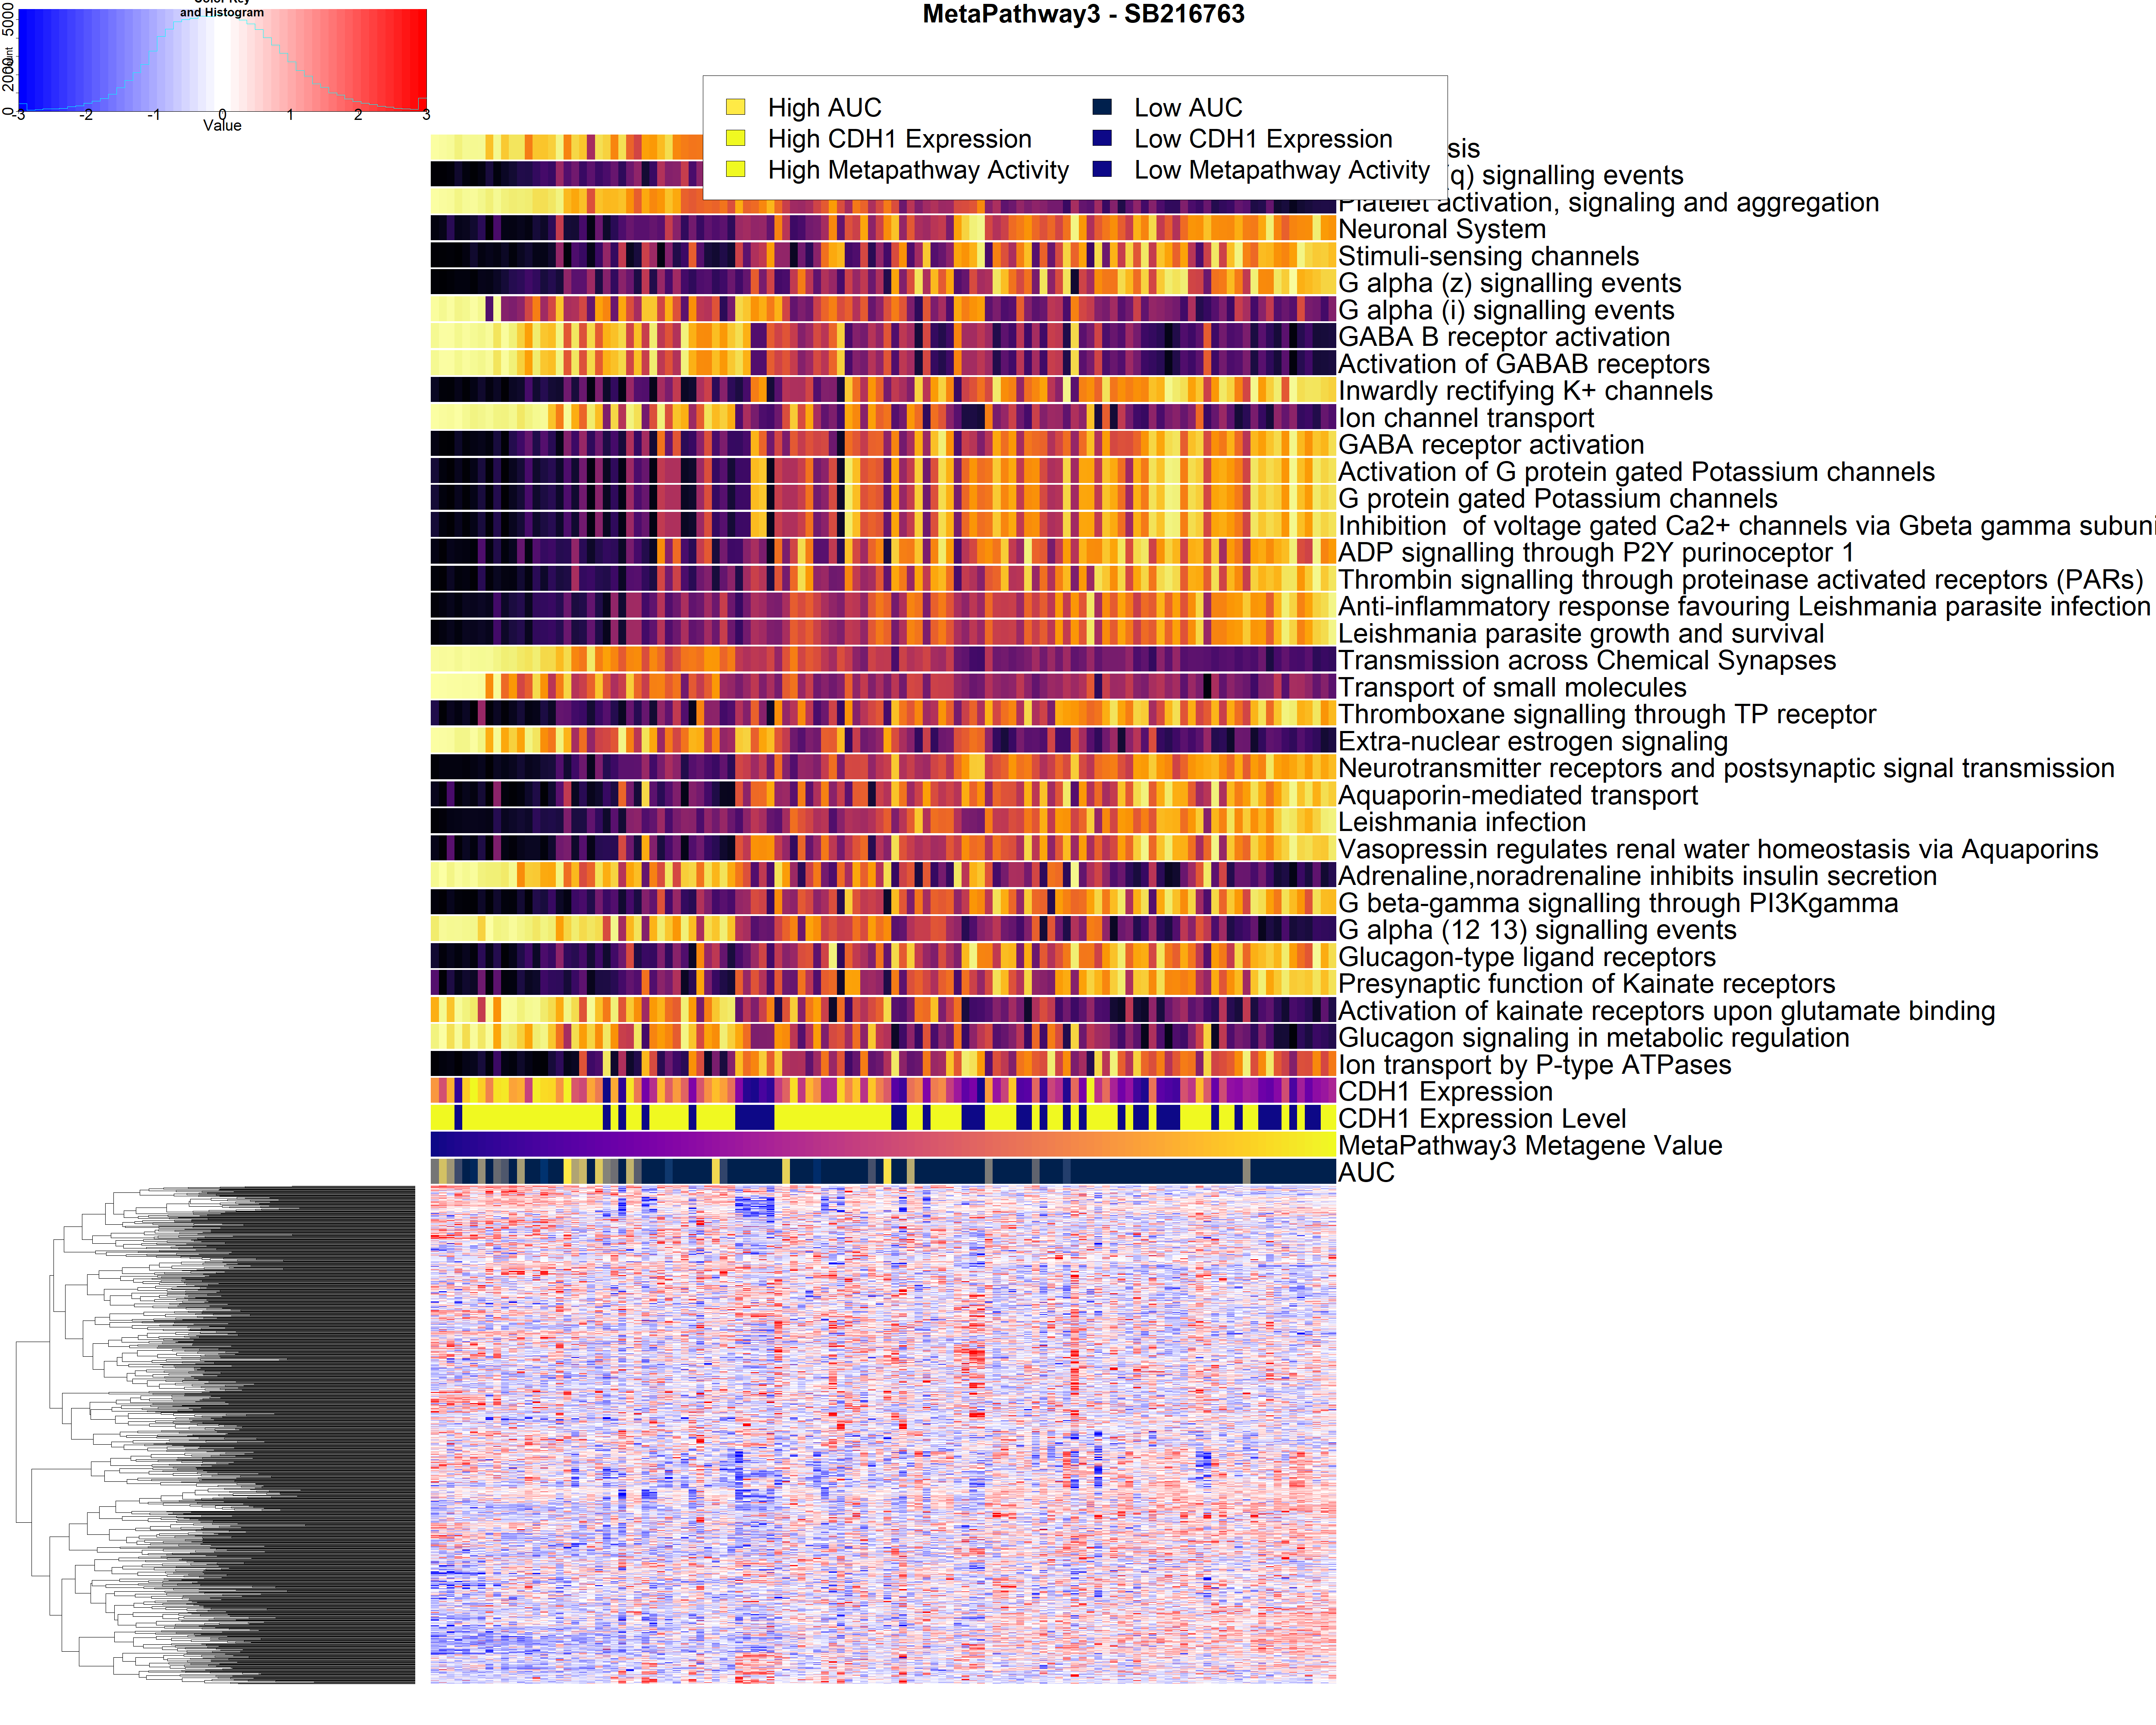 MetaPathway3 - SB216763
Color Key
and Histogram
0 2000 5000
-3 -2 -1 0 1 2 3
Value
High AUC
Low AUC
High CDH1 Expression
Low CDH1 Expression
High Metapathway Activity
Low Metapathway Activity
sis
(q) signalling events
Platelet activation, signaling and aggregation
Neuronal System
Stimuli-sensing channels
G alpha (z) signalling events
G alpha (i) signalling events
GABA B receptor activation
Activation of GABAB receptors
Inwardly rectifying K+ channels
Ion channel transport
GABA receptor activation
Activation of G protein gated Potassium channels
G protein gated Potassium channels
Inhibition  of voltage gated Ca2+ channels via Gbeta gamma subuni
ADP signalling through P2Y purinoceptor 1
Thrombin signalling through proteinase activated receptors (PARs)
Anti-inflammatory response favouring Leishmania parasite infection
Leishmania parasite growth and survival
Transmission across Chemical Synapses
Transport of small molecules
Thromboxane signalling through TP receptor
Extra-nuclear estrogen signaling
Neurotransmitter receptors and postsynaptic signal transmission
Aquaporin-mediated transport
Leishmania infection
Vasopressin regulates renal water homeostasis via Aquaporins
Adrenaline,noradrenaline inhibits insulin secretion
G beta-gamma signalling through PI3Kgamma
G alpha (12 13) signalling events
Glucagon-type ligand receptors
Presynaptic function of Kainate receptors
Activation of kainate receptors upon glutamate binding
Glucagon signaling in metabolic regulation
Ion transport by P-type ATPases
CDH1 Expression
CDH1 Expression Level
MetaPathway3 Metagene Value
AUC